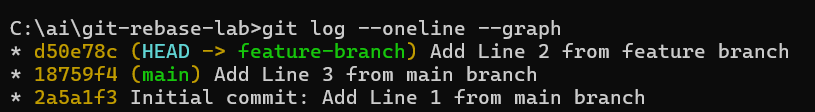 C:\ai\git-rebase-lab>git log --oneline --graph
* d50e78c (HEAD -> feature-branch) Add Line 2 from feature branch
* 18759f4 (main) Add Line 3 from main branch
* 2a5a1f3 Initial commit: Add Line 1 from main branch